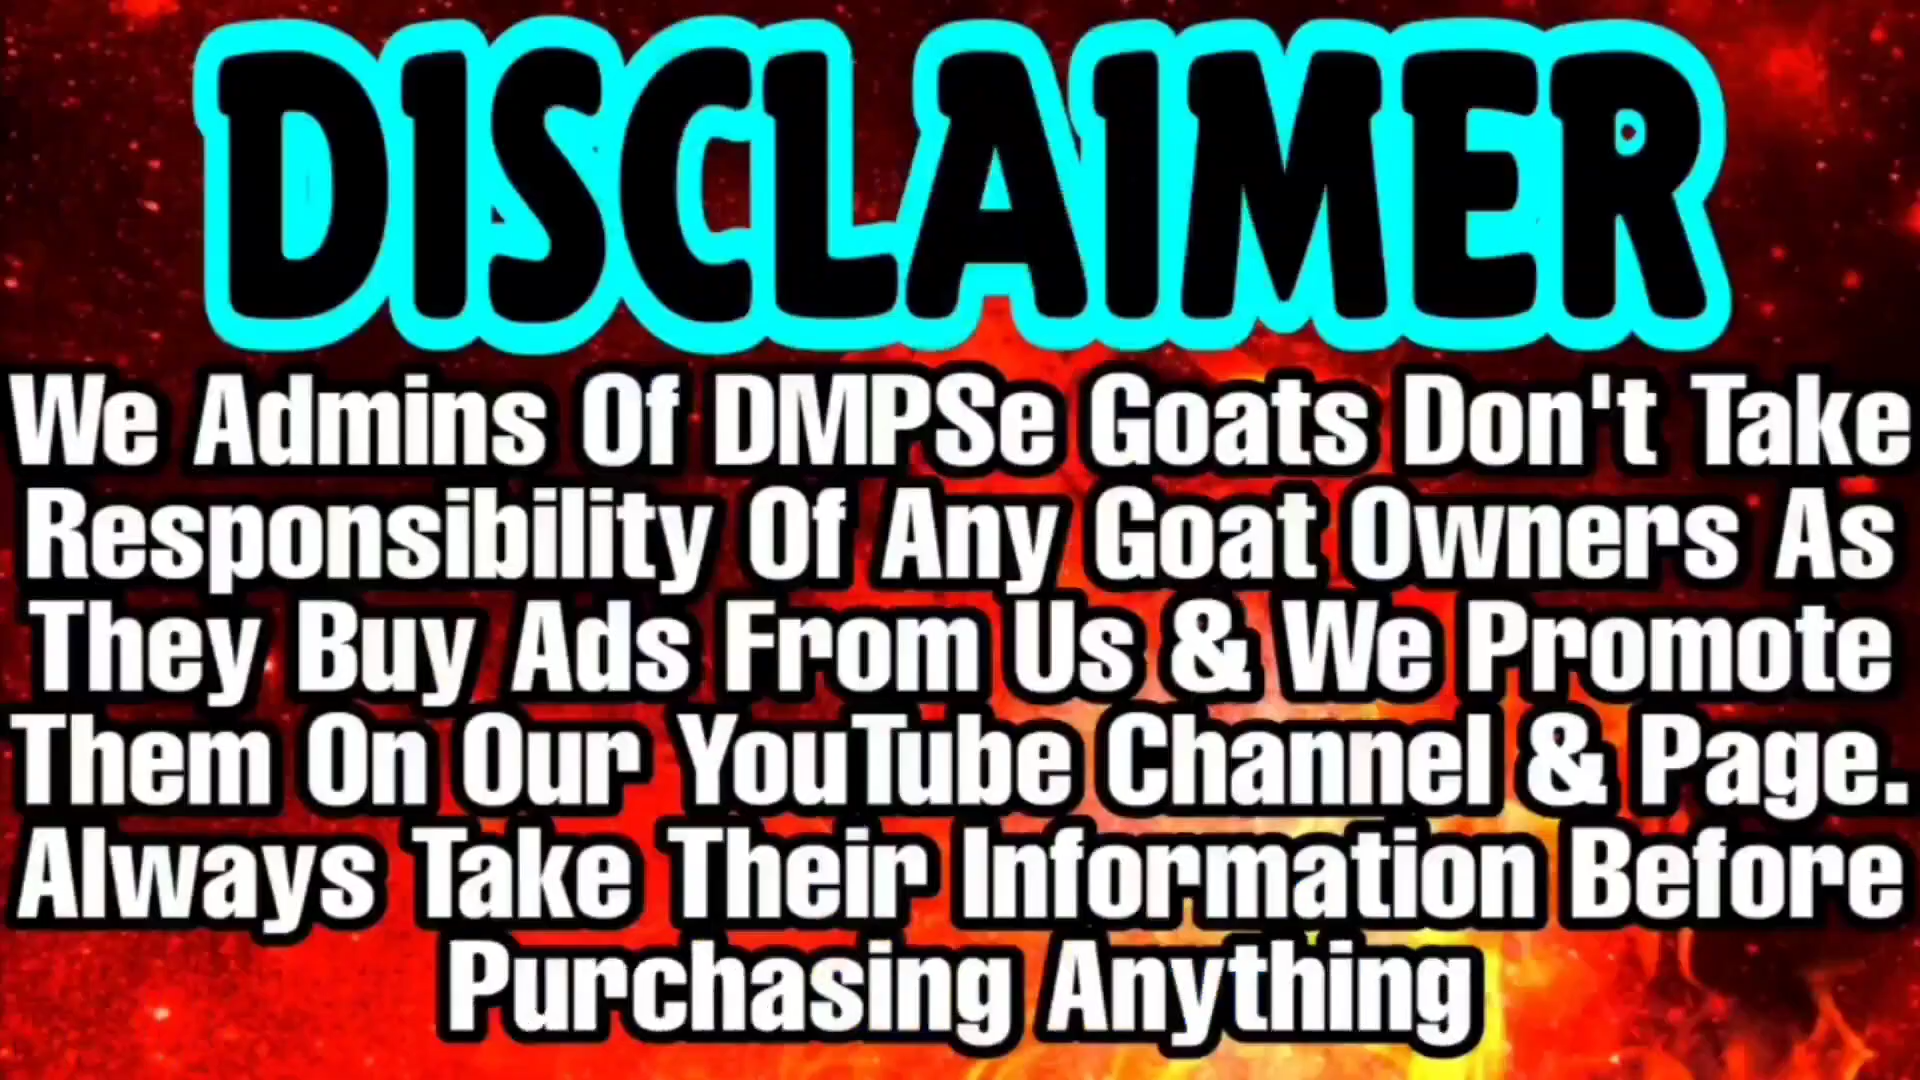 DISCLAIMER
We Admins Of DMPSe Goats Don't Take
Responsibility Of Any Goat Owners As
They Buy Ads From Us & We Promote
Them On Our YouTube Channel & Page.
Always Take Their Information Before
Purchasing Anything